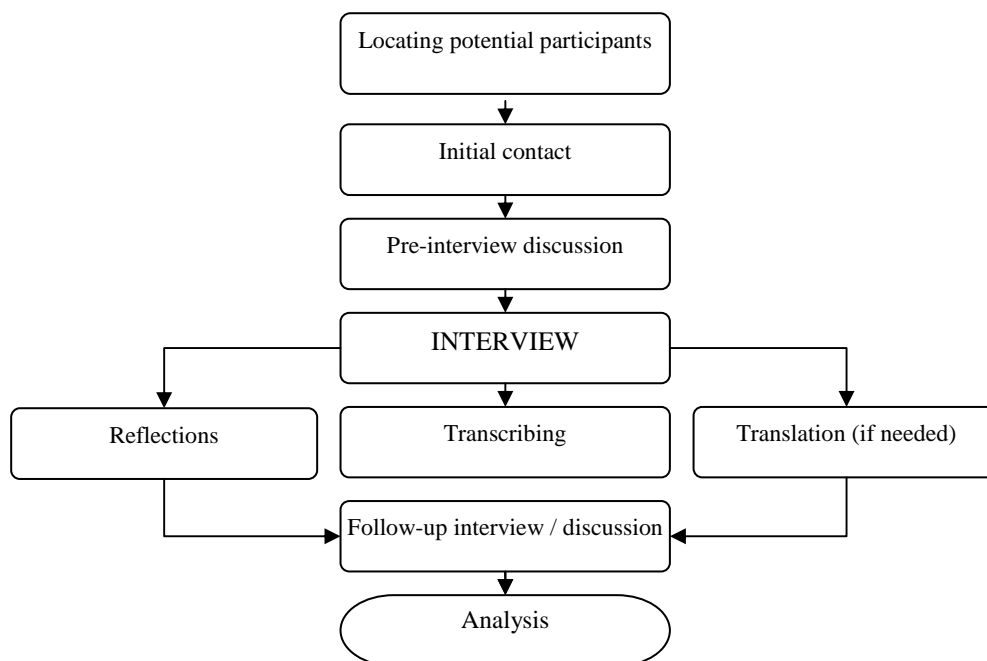 Locating potential participants
Initial contact
Pre-interview discussion
INTERVIEW
Reflections
Transcribing
Translation (if needed)
Follow-up interview / discussion
Analysis